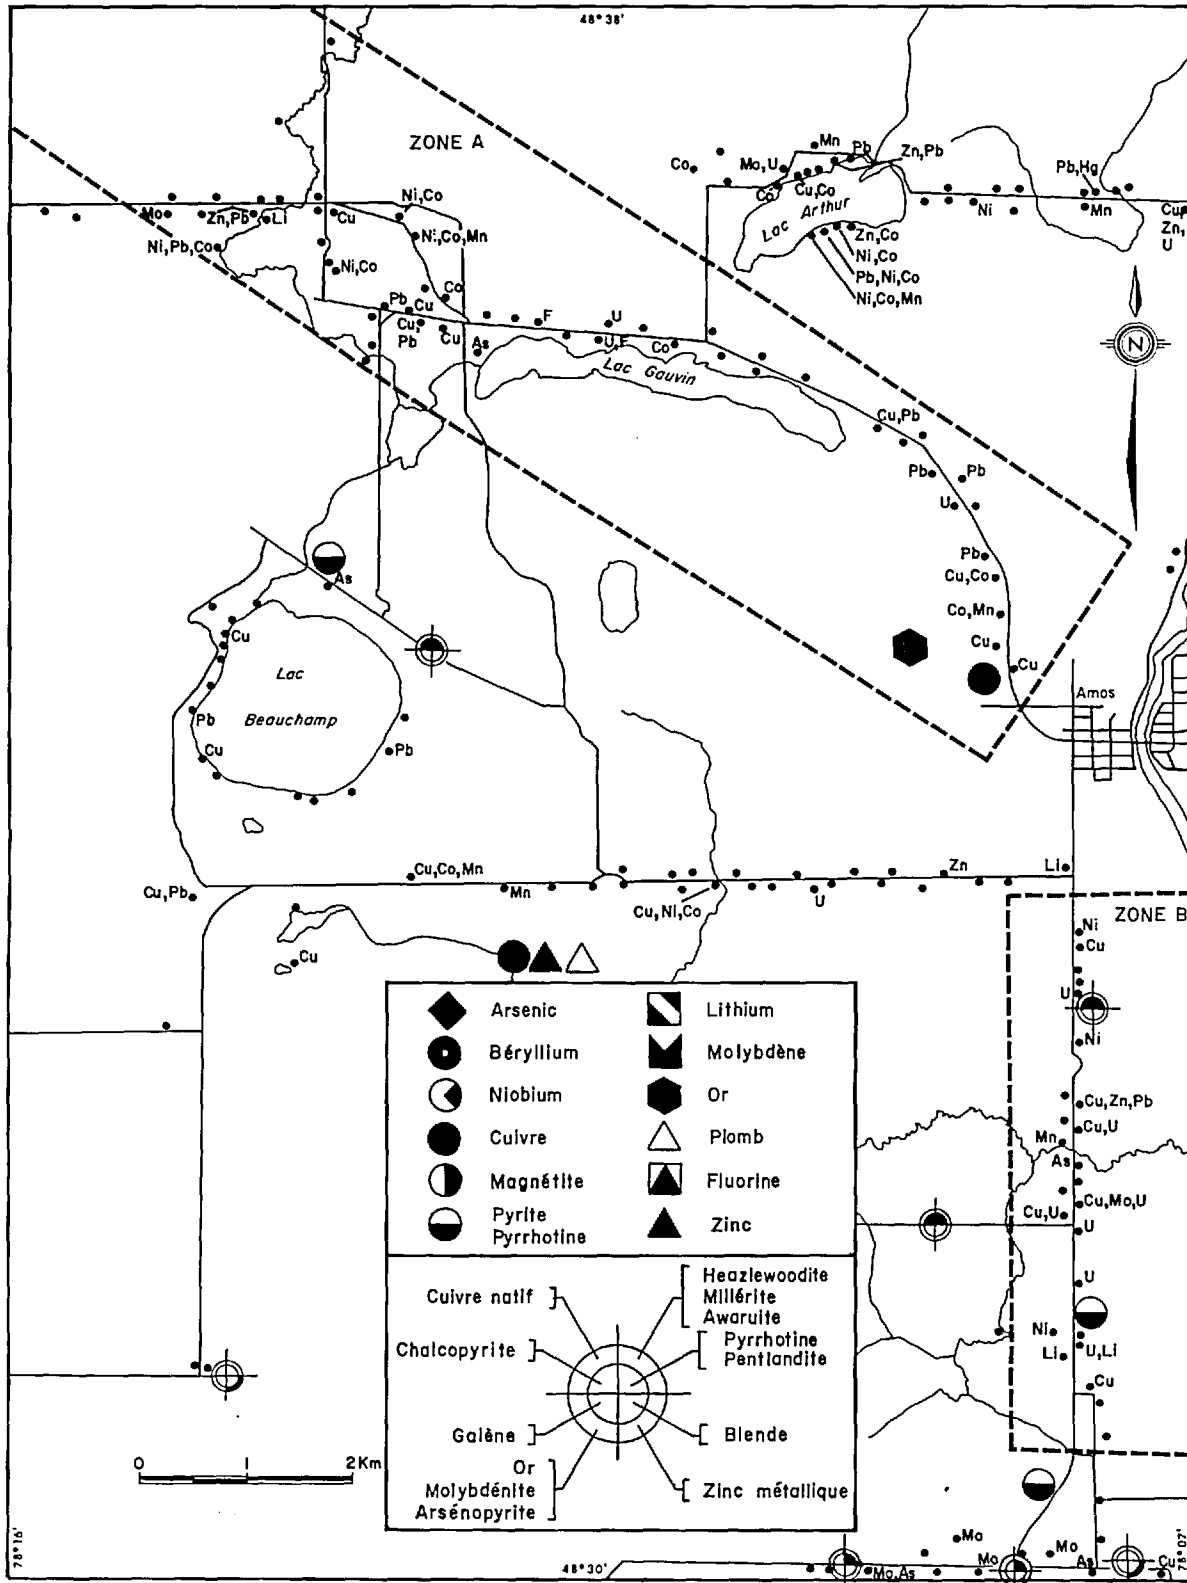 48°38'
ZONE A
Mn
Pb
Zn,Pb
Co
Mo,U
Cu,Co
Co
Lac Arthur
Pb,Hg
Mn
Ni
Cu,
Zn,
U
Ni,Co
Mo
Zn,Pb
Li
Cu
Ni,Co,Mn
Ni,Pb,Co
Ni,Co
Zn,Co
Ni,Co
Pb,Ni,Co
Ni,Co,Mn
Co
Pb
Cu
Cu,
Pb
Cu
As
F
U
U,F
Co
Lac Gauvin
N
Cu,Pb
Pb
Pb
U
Pb
Cu,Co
Co,Mn
Cu
Cu
As
Cu
Lac
Beauchamp
Pb
Cu
Pb
Amos
Cu,Co,Mn
Cu,Pb
Mn
Cu,Ni,Co
U
Zn
Li
Cu
ZONE B
Ni
Cu
U
Ni
Cu,Zn,Pb
Cu,U
Mn
As
Cu,Mo,U
Cu,U
U
U
Ni
Li
U,Li
Cu
Arsenic
Lithium
Béryllium
Molybdène
Niobium
Or
Cuivre
Plomb
Magnétite
Fluorine
Pyrite
Pyrrhotine
Zinc
Cuivre natif
Heazlewoodite
Millérite
Awaruite
Chalcopyrite
Pyrrhotine
Pentlandite
Galène
Blende
Or
Molybdénite
Arsénopyrite
Zinc métallique
0 1 2Km
78°16'
48°30'
78°07'
Mo
Mo,As
Mo
Mo
As
Cu